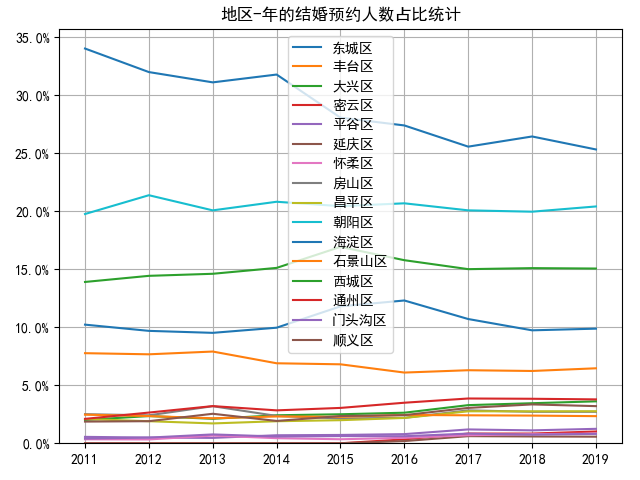 地区-年的结婚预约人数占比统计
35.0%
30.0%
25.0%
20.0%
15.0%
10.0%
5.0%
0.0%
东城区
丰台区
大兴区
密云区
平谷区
延庆区
怀柔区
房山区
昌平区
朝阳区
海淀区
石景山区
西城区
通州区
门头沟区
顺义区
2011 2012 2013 2014 2015 2016 2017 2018 2019